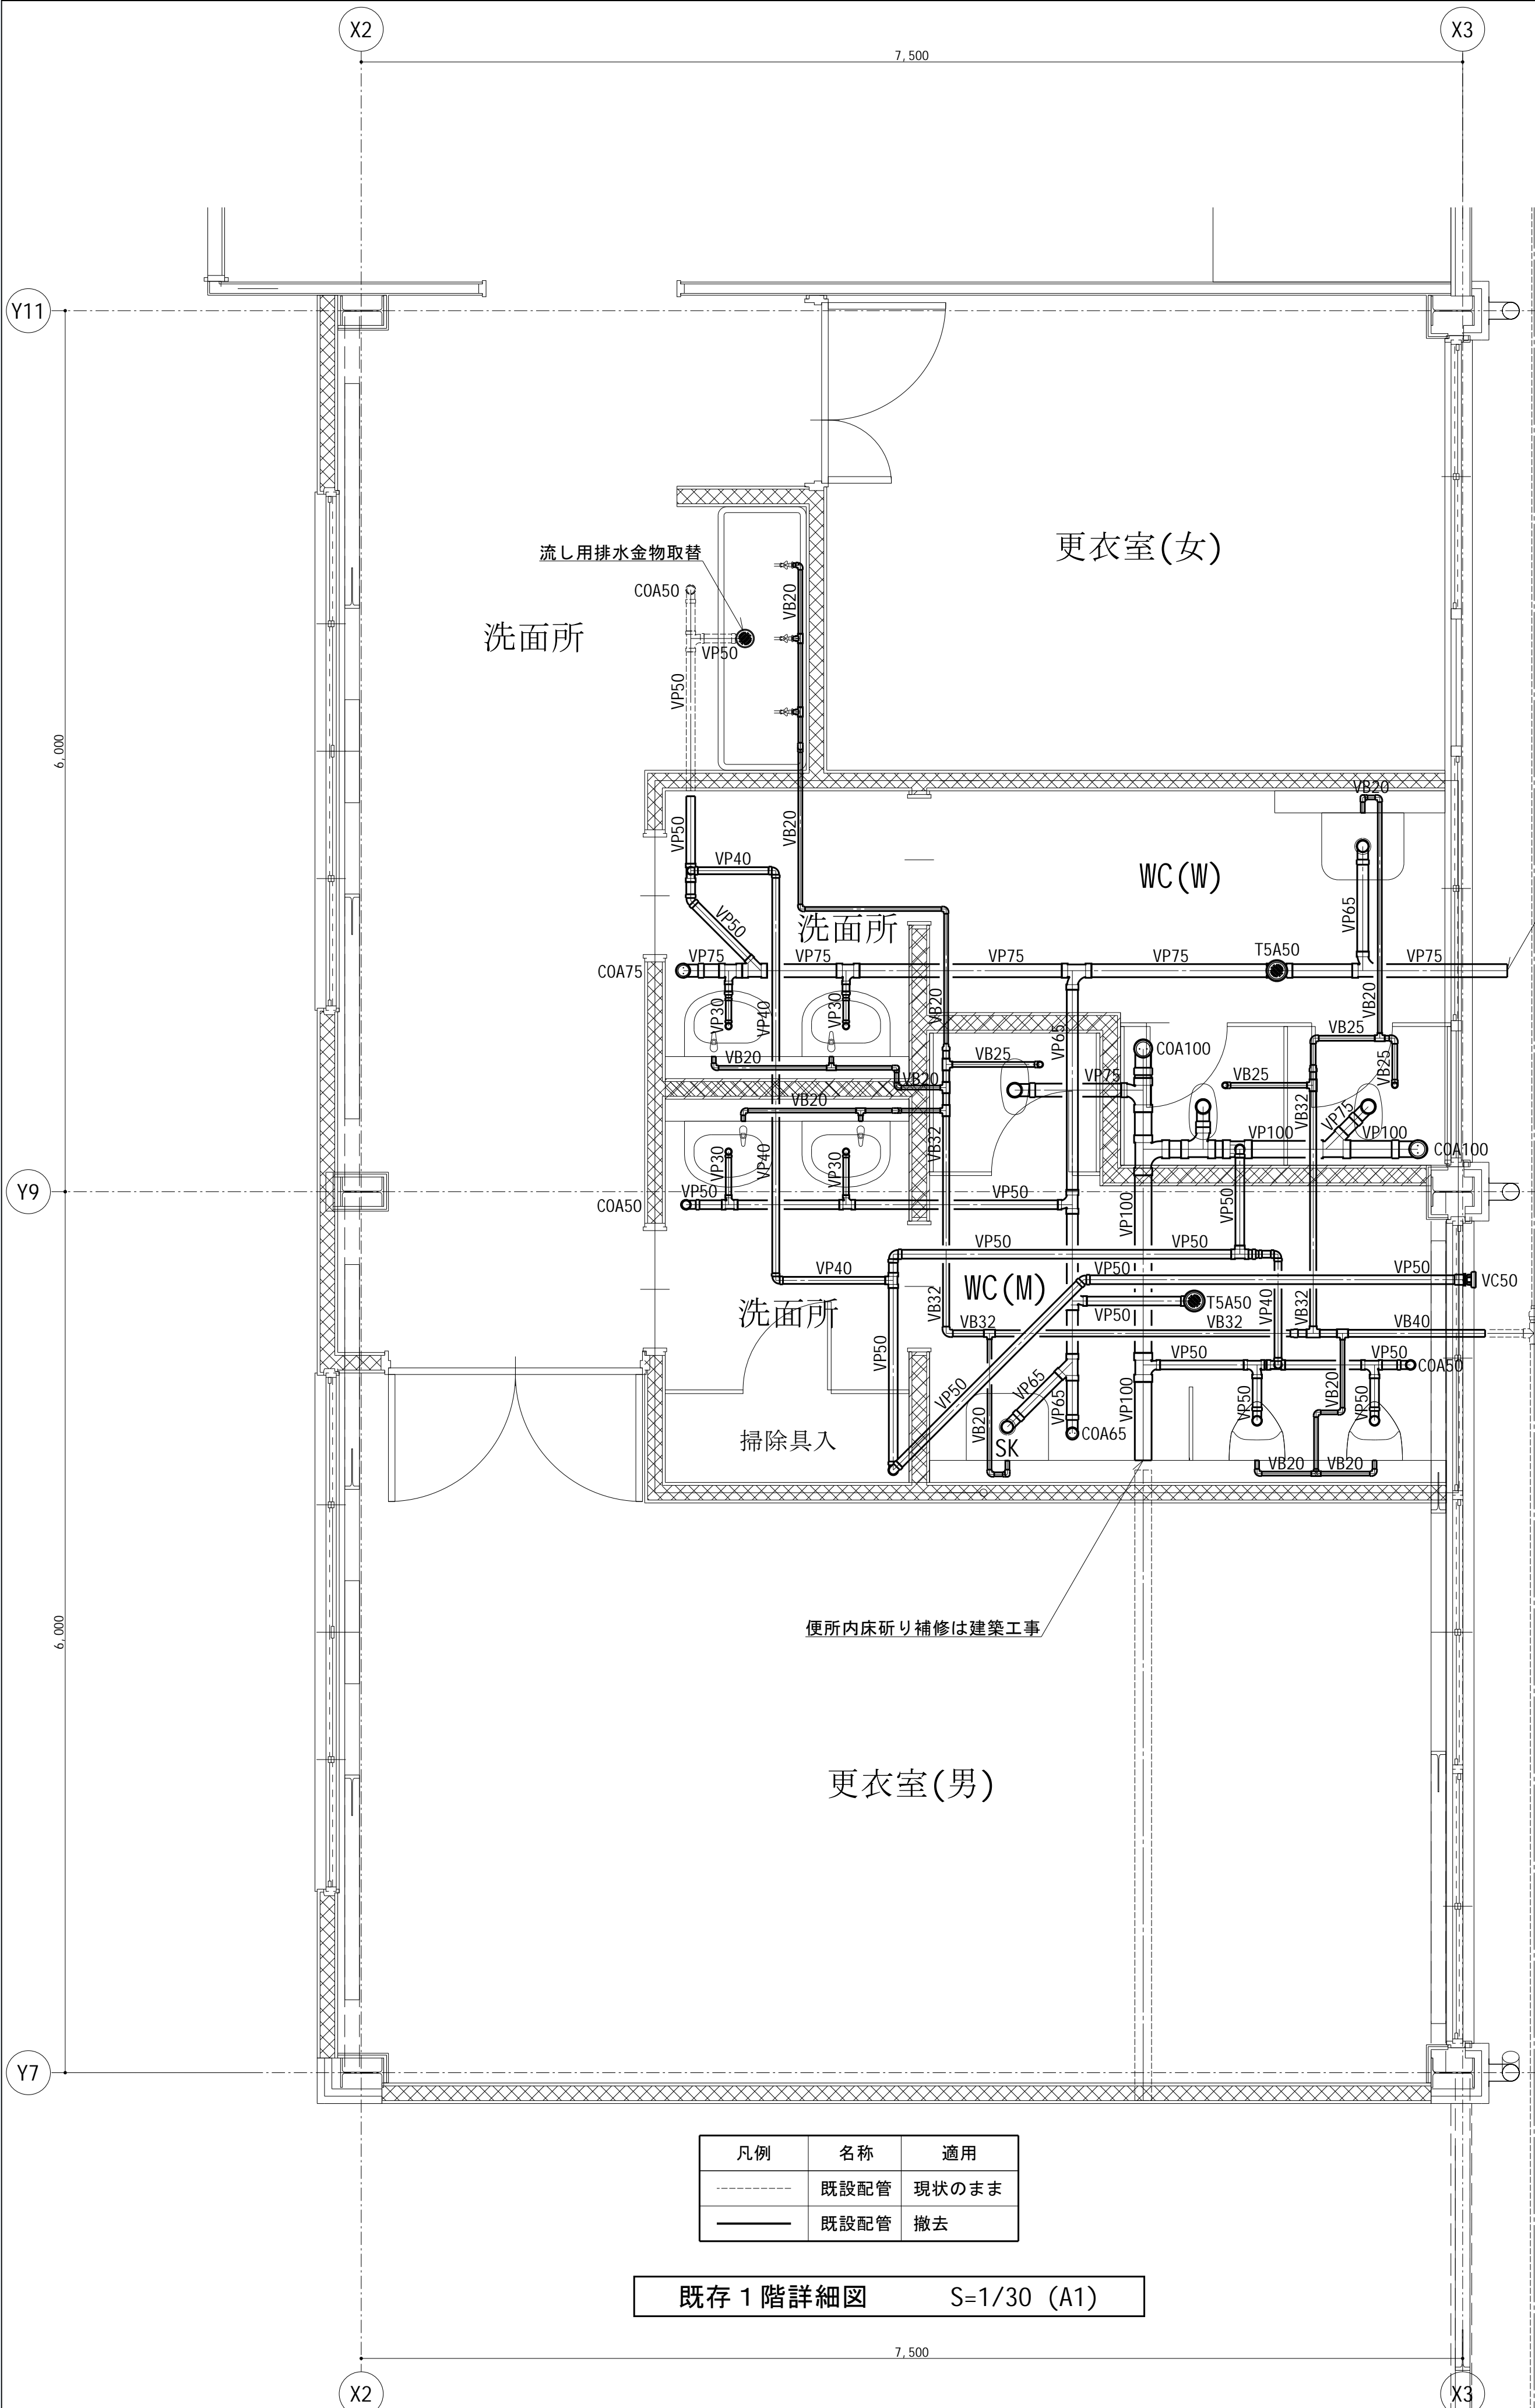 X2
X3
7,500
Y11
更衣室(女)
流し用排水金物取替
COA50
VB20
洗面所
VP50
VP50
6,000
VB20
VP50
VB20
VP40
WC(W)
VP65
VP50
洗面所
COA75
VP75
VP75
VP75
VP75
T5A50
VP75
VP30
VP40
VP30
VB20
VP65
VB20
VB25
COA100
VB25
VB20
VB20
VB25
VP75
VB25
VB20
VB32
VP75
VP100
VP100
COA100
VB32
VP30
VP40
VP30
Y9
COA50
VP50
VP50
VP100
VP50
VP50
VP50
VP40
VP50
VP50
VC50
WC(M)
VB32
洗面所
VP50
T5A50
VP40
VB32
VB32
VB32
VB40
VP50
VP50
VP50
COA50
VP50
VP65
VP65
VP100
VP50
VB20
VP50
VB20
掃除具入
SK
COA65
VB20
VB20
6,000
便所内床斫り補修は建築工事
更衣室(男)
Y7
凡例 名称 適用
既設配管 現状のまま
既設配管 撤去
既存1階詳細図 S=1/30 (A1)
7,500
X2
X3